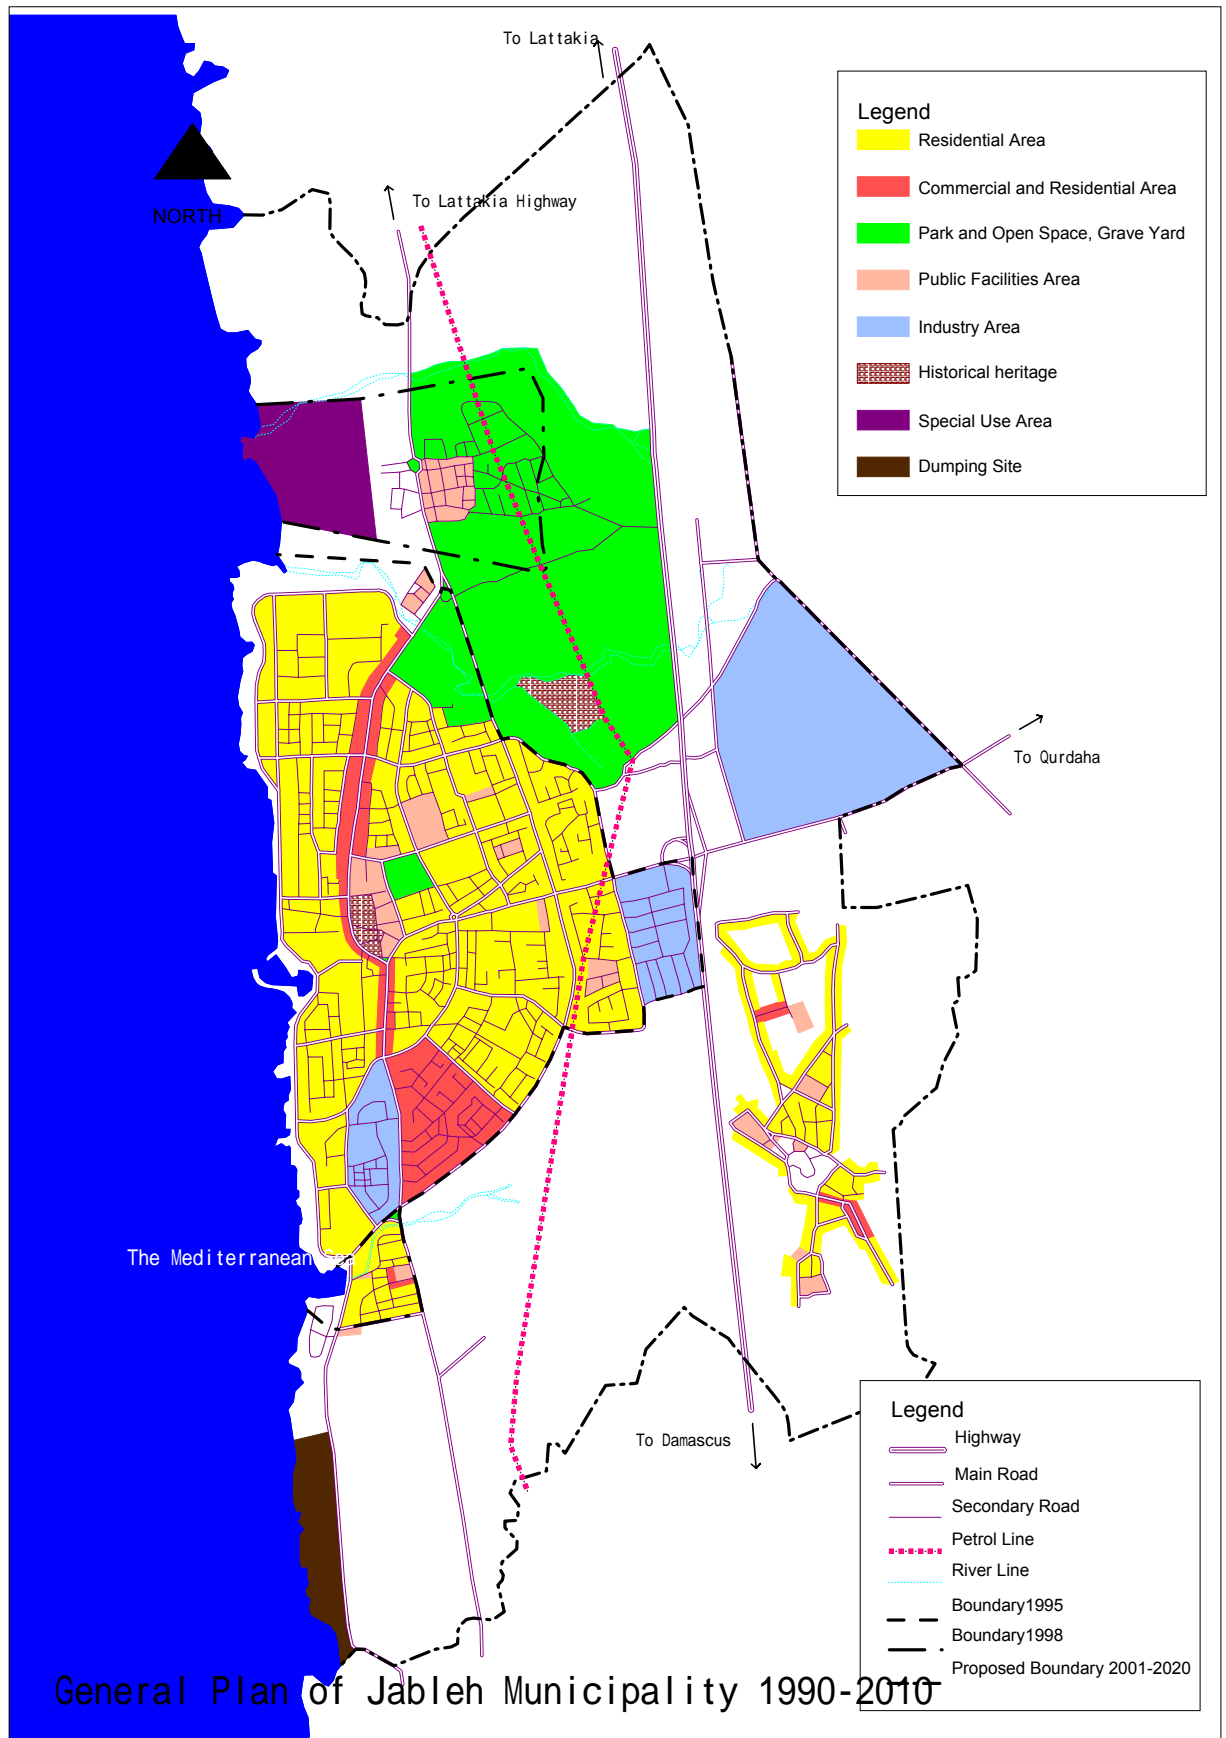 To Lattakia
Legend
Residential Area
Commercial and Residential Area
Park and Open Space, Grave Yard
Public Facilities Area
Industry Area
Historical heritage
Special Use Area
Dumping Site
NORTH
To Lattakia Highway
To Qurdaha
The Mediterranean Sea
To Damascus
Legend
Highway
Main Road
Secondary Road
Petrol Line
River Line
Boundary1995
Boundary1998
Proposed Boundary 2001-2020
General Plan of Jableh Municipality 1990-2010